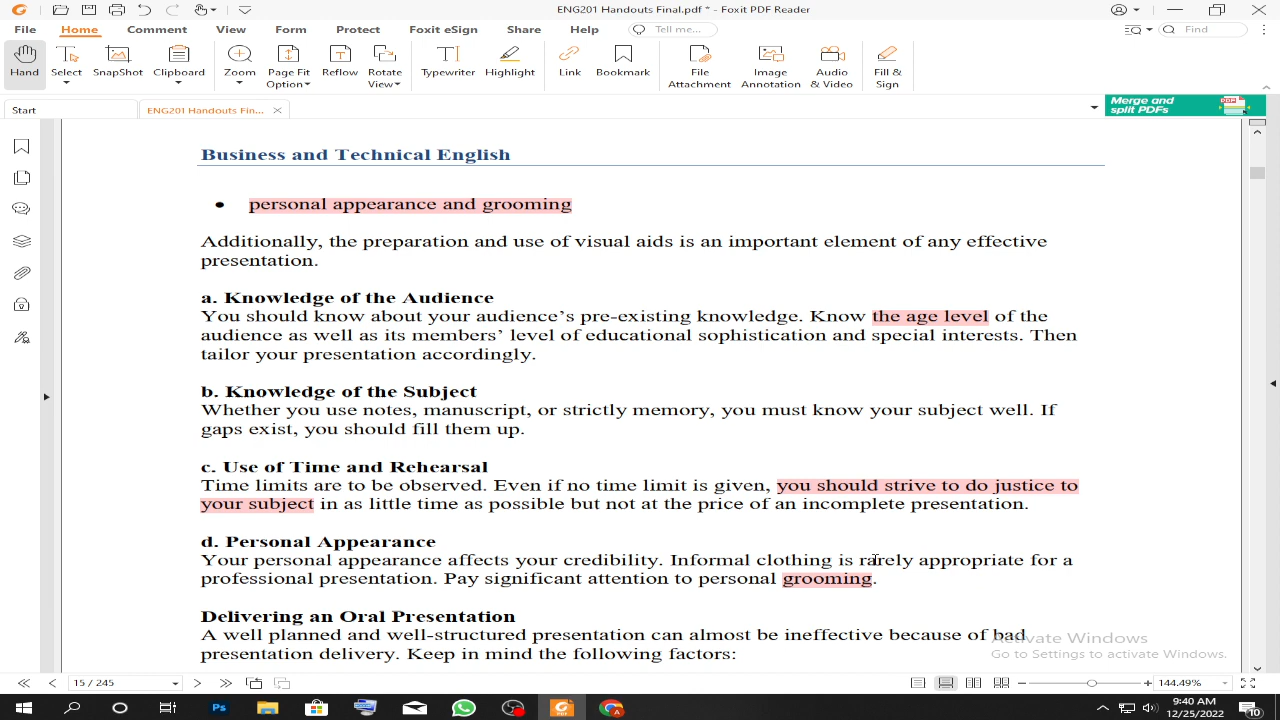 ENG201 Handouts Final.pdf * - Foxit PDF Reader
File Home Comment View Form Protect Foxit eSign Share Help Tell me... Find
Hand Select SnapShot Clipboard Zoom Page Fit Option Reflow Rotate View Typewriter Highlight Link Bookmark File Attachment Image Annotation Audio & Video Fill & Sign
Start ENG201 Handouts Fin... Merge and split PDFs
Business and Technical English
• personal appearance and grooming
Additionally, the preparation and use of visual aids is an important element of any effective
presentation.
a. Knowledge of the Audience
You should know about your audience’s pre-existing knowledge. Know the age level of the
audience as well as its members’ level of educational sophistication and special interests. Then
tailor your presentation accordingly.
b. Knowledge of the Subject
Whether you use notes, manuscript, or strictly memory, you must know your subject well. If
gaps exist, you should fill them up.
c. Use of Time and Rehearsal
Time limits are to be observed. Even if no time limit is given, you should strive to do justice to
your subject in as little time as possible but not at the price of an incomplete presentation.
d. Personal Appearance
Your personal appearance affects your credibility. Informal clothing is rarely appropriate for a
professional presentation. Pay significant attention to personal grooming.
Delivering an Oral Presentation
A well planned and well-structured presentation can almost be ineffective because of bad
presentation delivery. Keep in mind the following factors:
Activate Windows
Go to Settings to activate Windows.
15 / 245 144.49%
Ps 9:40 AM
12/25/2022 10